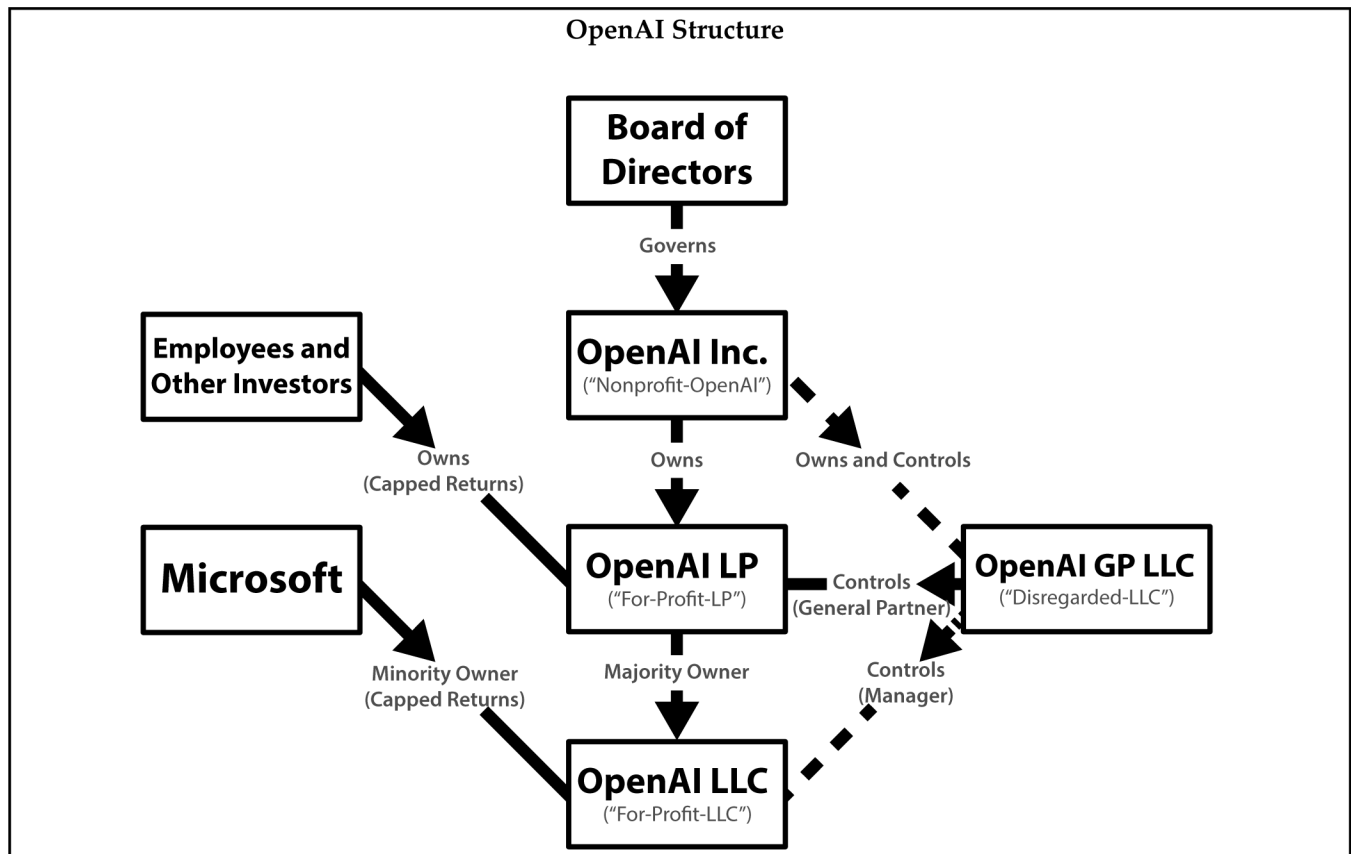 OpenAI Structure
Board of
Directors
Governs
Employees and
Other Investors
OpenAI Inc.
(“Nonprofit-OpenAI”)
Owns
(Capped Returns)
Owns
Owns and Controls
Microsoft
OpenAI LP
(“For-Profit-LP”)
Controls
(General Partner)
OpenAI GP LLC
(“Disregarded-LLC”)
Minority Owner
(Capped Returns)
Majority Owner
Controls
(Manager)
OpenAI LLC
(“For-Profit-LLC”)